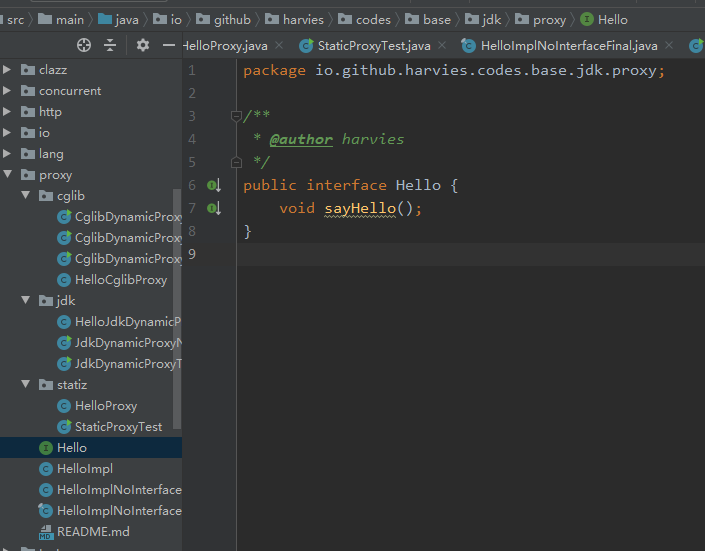 src main java io github harvies codes base jdk proxy Hello
HelloProxy.java StaticProxyTest.java HelloImplNoInterfaceFinal.java
clazz
concurrent
http
io
lang
proxy
cglib
CglibDynamicProxy
CglibDynamicProxy
CglibDynamicProxy
HelloCglibProxy
jdk
HelloJdkDynamicP
JdkDynamicProxyN
JdkDynamicProxyT
statiz
HelloProxy
StaticProxyTest
Hello
HelloImpl
HelloImplNoInterface
HelloImplNoInterface
README.md
1 package io.github.harvies.codes.base.jdk.proxy;
2
3 /**
4 * @author harvies
5 */
6 public interface Hello {
7 void sayHello();
8 }
9